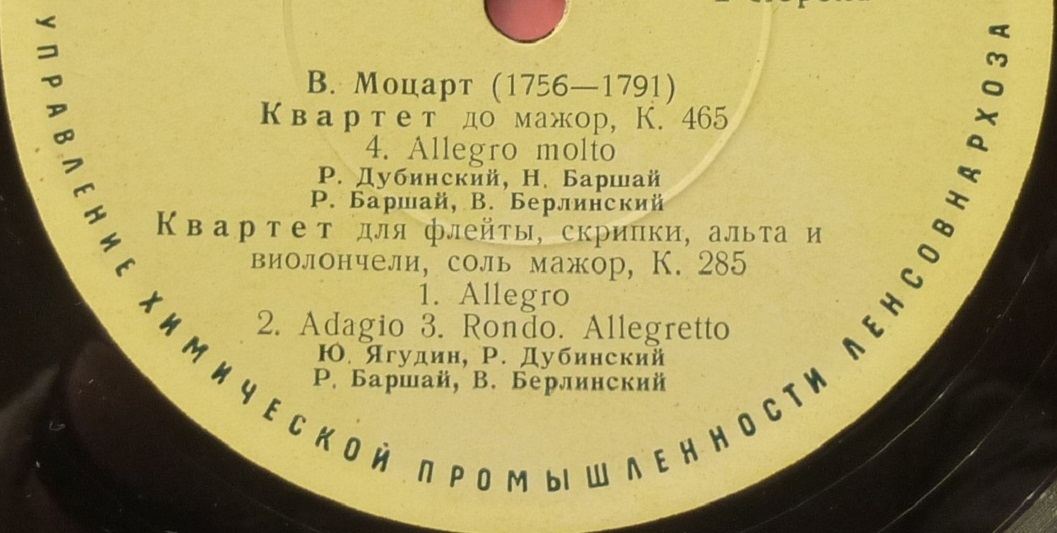 В. Моцарт (1756—1791)
Квартет до мажор, К. 465
4. Allegro molto
Р. Дубинский, Н. Баршай
Р. Баршай, В. Берлинский
Квартет для флейты, скрипки, альта и
виолончели, соль мажор, К. 285
1. Allegro
2. Adagio 3. Rondo. Allegretto
Ю. Ягудин, Р. Дубинский
Р. Баршай, В. Берлинский
УПРАВЛЕНИЕ ХИМИЧЕСКОЙ ПРОМЫШЛЕННОСТИ ЛЕНСОВНАРХОЗА